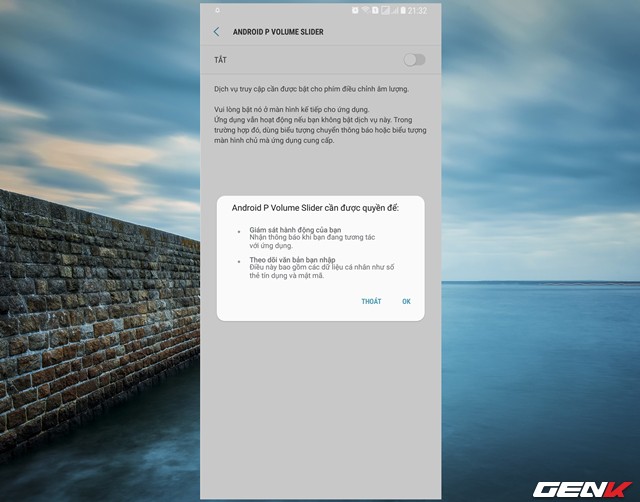 21:32
ANDROID P VOLUME SLIDER
TẮT
Dịch vụ truy cập cần được bật cho phím điều chỉnh âm lượng.
Vui lòng bật nó ở màn hình kế tiếp cho ứng dụng.
Ứng dụng vẫn hoạt động nếu bạn không bật dịch vụ này. Trong
trường hợp đó, dùng biểu tượng chuyển thông báo hoặc biểu tượng
màn hình chủ mà ứng dụng cung cấp.
Android P Volume Slider cần được quyền để:
• Giám sát hành động của bạn
Nhận thông báo khi bạn đang tương tác
với ứng dụng.
• Theo dõi văn bản bạn nhập
Điều này bao gồm các dữ liệu cá nhân như số
thẻ tín dụng và mật mã.
THOÁT OK
GENK